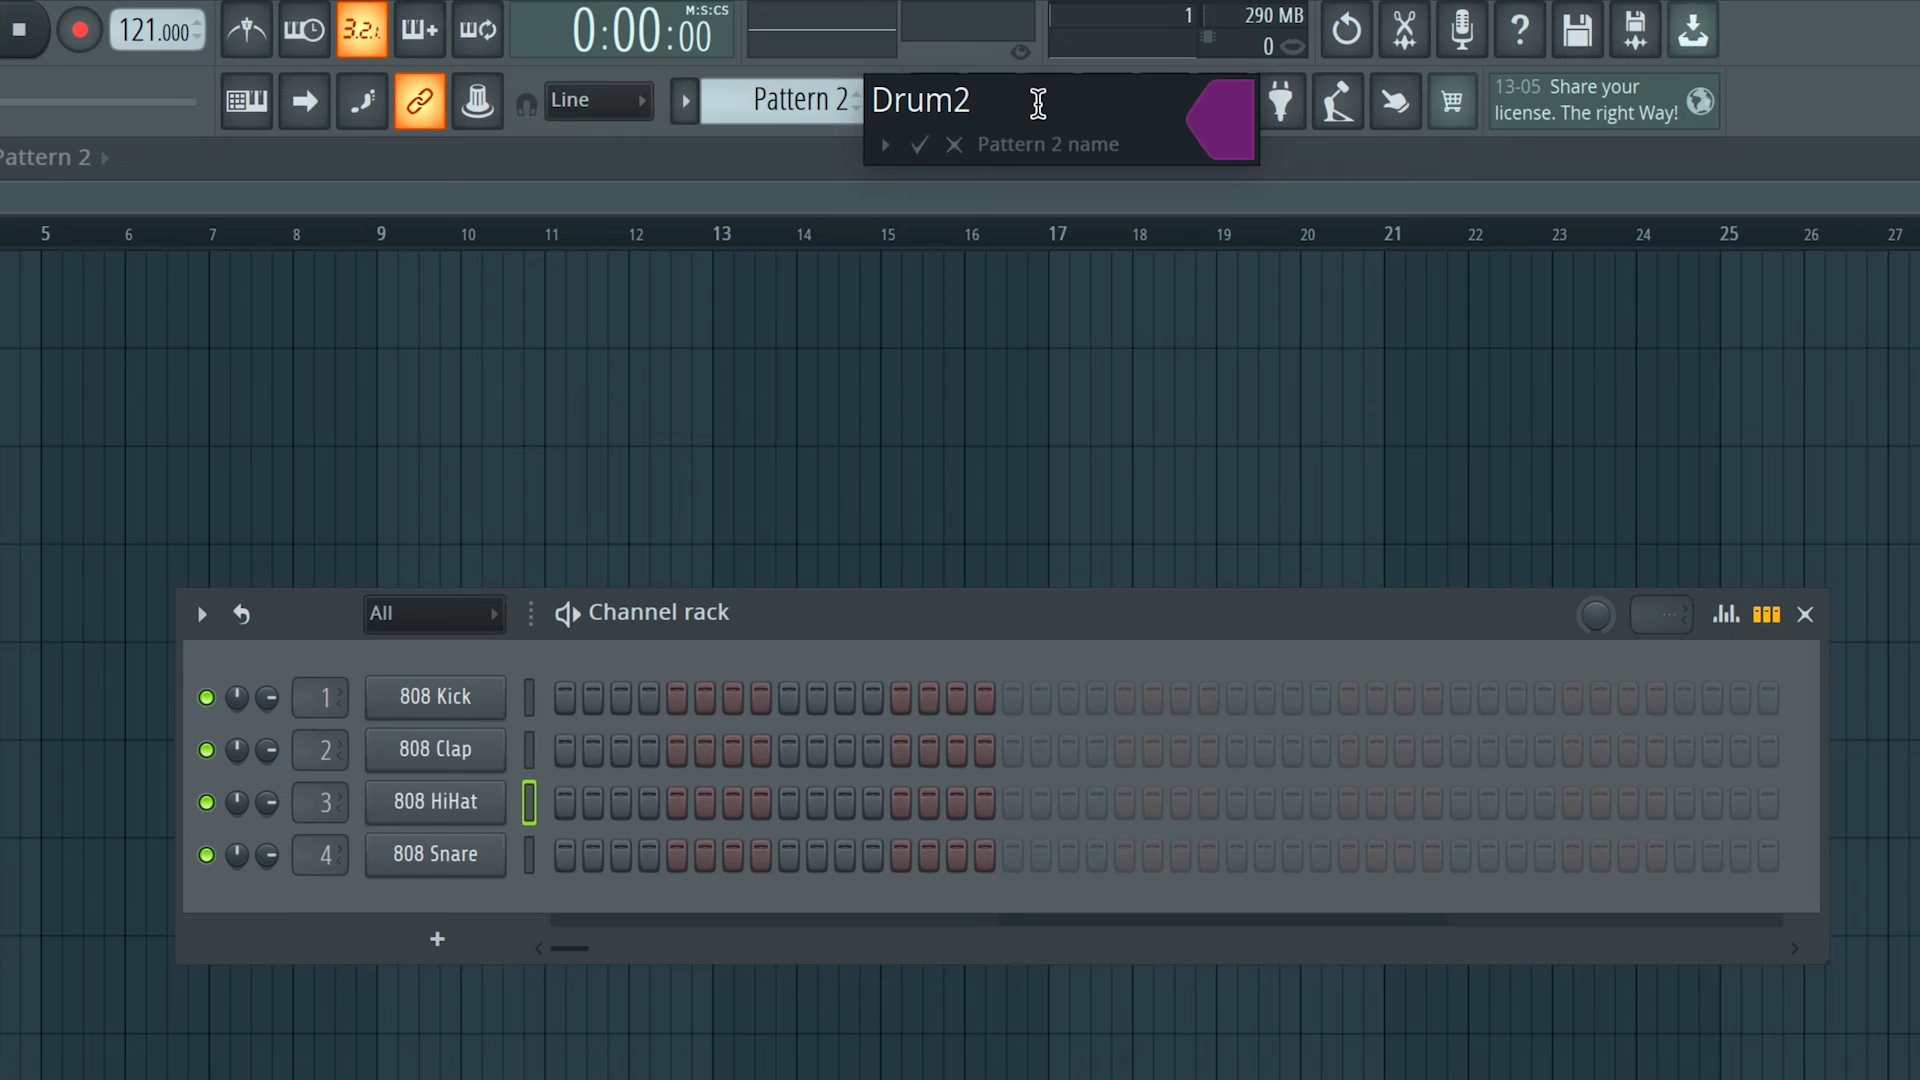 121.000
3.2.1
0:00:00
M:S:CS
1
290 MB
0
?
Line
Pattern 2
Drum2
Pattern 2 name
13-05 Share your
license. The right Way!
Pattern 2
5 6 7 8 9 10 11 12 13 14 15 16 17 18 19 20 21 22 23 24 25 26 27
All
Channel rack
1 808 Kick
2 808 Clap
3 808 HiHat
4 808 Snare
+